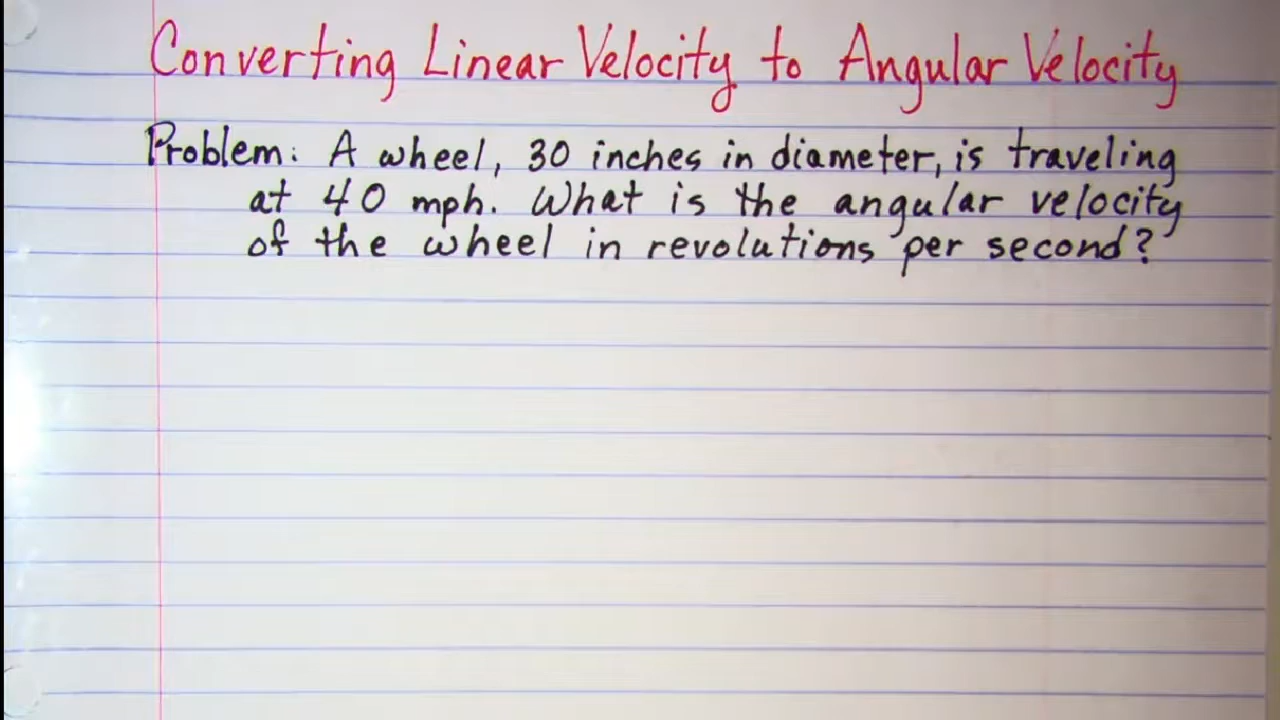 Converting Linear Velocity to Angular Velocity
Problem: A wheel, 30 inches in diameter, is traveling
at 40 mph. What is the angular velocity
of the wheel in revolutions per second?